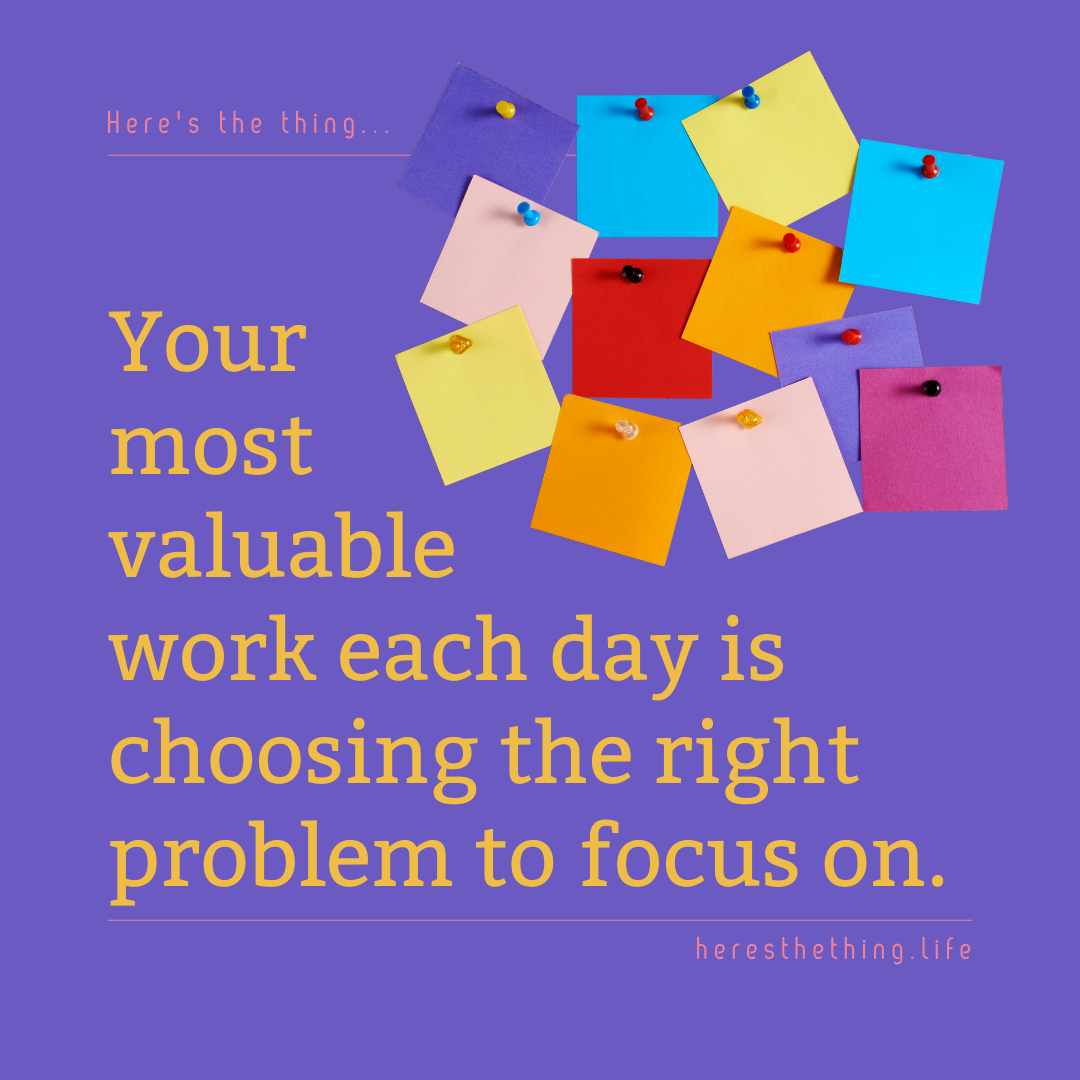 Here's the thing...
Your
most
valuable
work each day is
choosing the right
problem to focus on.
heresthething.life